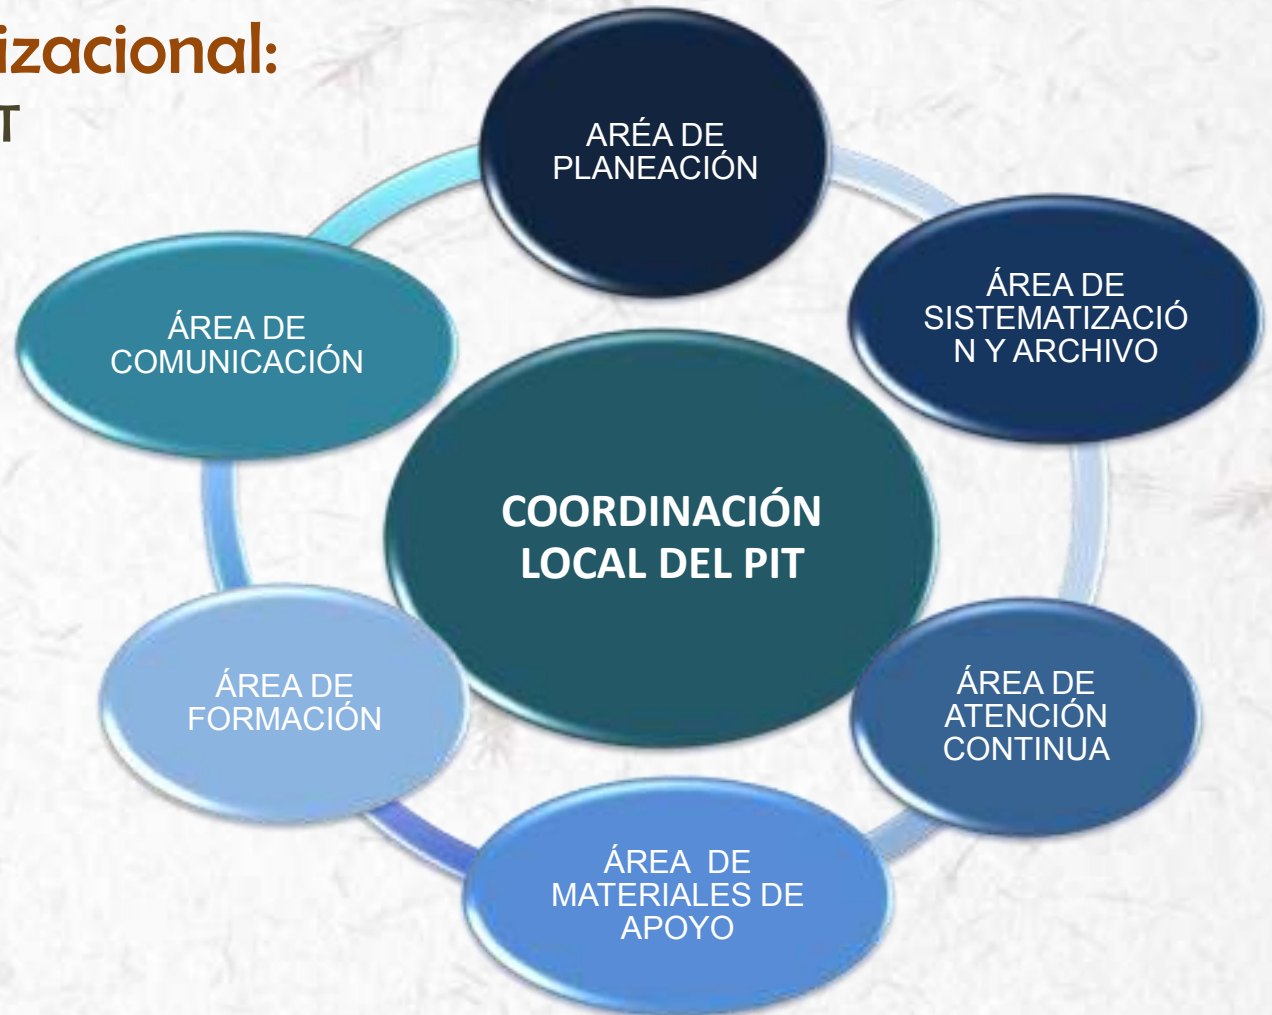 izacional:
T
ARÉA DE
PLANEACIÓN
ÁREA DE
SISTEMATIZACIÓ
N Y ARCHIVO
ÁREA DE
COMUNICACIÓN
COORDINACIÓN
LOCAL DEL PIT
ÁREA DE
FORMACIÓN
ÁREA DE
ATENCIÓN
CONTINUA
ÁREA  DE
MATERIALES DE
APOYO